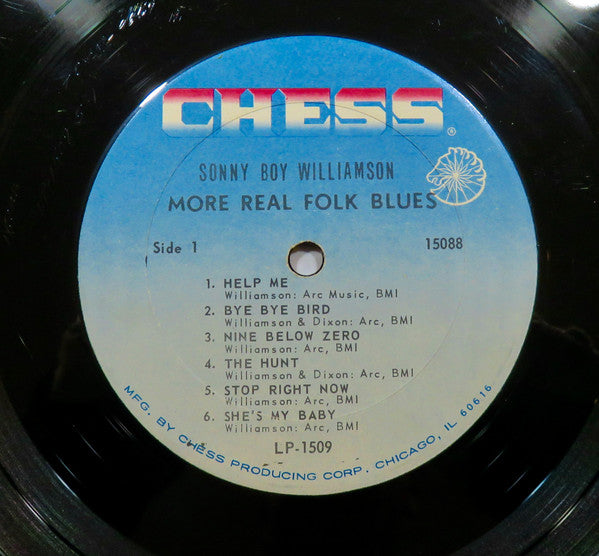 CHESS®
SONNY BOY WILLIAMSON
MORE REAL FOLK BLUES
Side 1 15088
1. HELP ME
Williamson: Arc Music, BMI
2. BYE BYE BIRD
Williamson & Dixon: Arc, BMI
3. NINE BELOW ZERO
Williamson: Arc, BMI
4. THE HUNT
Williamson & Dixon: Arc, BMI
5. STOP RIGHT NOW
Williamson: Arc, BMI
6. SHE'S MY BABY
Williamson: Arc, BMI
LP-1509
MFG. BY CHESS PRODUCING CORP. CHICAGO, IL 60616